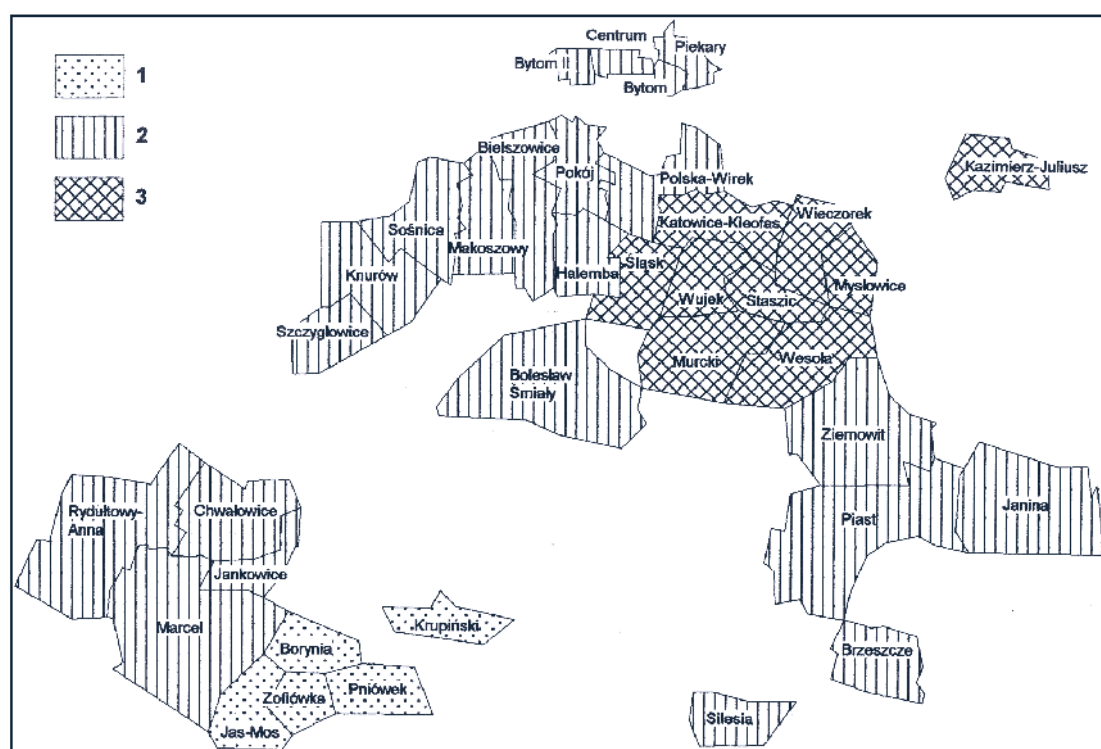 1
2
3
Centrum
Piekary
Bytom II
Bytom
Bielszowice
Pokój
Polska-Wirek
Kazimierz-Juliusz
Sośnica
Makoszowy
Katowice-Kleofas
Wieczorek
Knurów
Halemba
Śląsk
Wujek
Staszic
Mysłowice
Szczygłowice
Murcki
Wesoła
Bolesław
Śmiały
Ziemowit
Rydułtowy-
Anna
Chwałowice
Piast
Janina
Jankowice
Marcel
Krupiński
Borynia
Brzeszcze
Zofiówka
Pniówek
Jas-Mos
Silesia